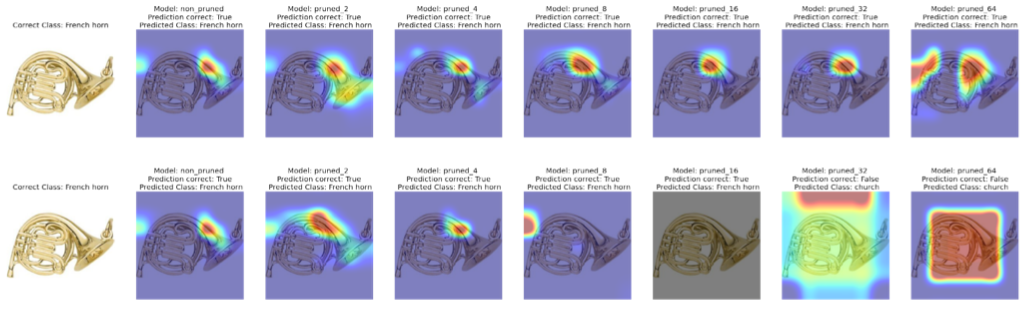 Correct Class: French horn
Model: non_pruned
Prediction correct: True
Predicted Class: French horn
Model: pruned_2
Prediction correct: True
Predicted Class: French horn
Model: pruned_4
Prediction correct: True
Predicted Class: French horn
Model: pruned_8
Prediction correct: True
Predicted Class: French horn
Model: pruned_16
Prediction correct: True
Predicted Class: French horn
Model: pruned_32
Prediction correct: True
Predicted Class: French horn
Model: pruned_64
Prediction correct: True
Predicted Class: French horn
Correct Class: French horn
Model: non_pruned
Prediction correct: True
Predicted Class: French horn
Model: pruned_2
Prediction correct: True
Predicted Class: French horn
Model: pruned_4
Prediction correct: True
Predicted Class: French horn
Model: pruned_8
Prediction correct: True
Predicted Class: French horn
Model: pruned_16
Prediction correct: True
Predicted Class: French horn
Model: pruned_32
Prediction correct: False
Predicted Class: church
Model: pruned_64
Prediction correct: False
Predicted Class: church